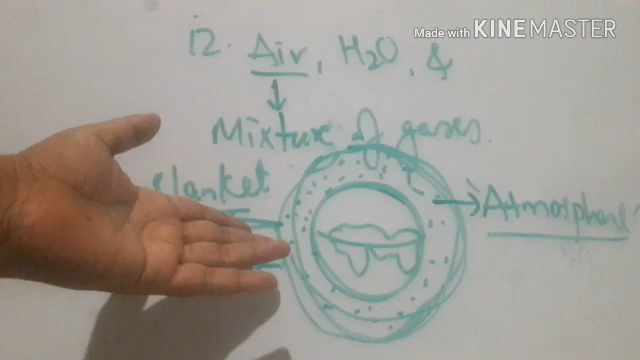 Made with KINEMASTER
12. Air, H2O, &
Mixture of gases.
Blanket
Atmosphere